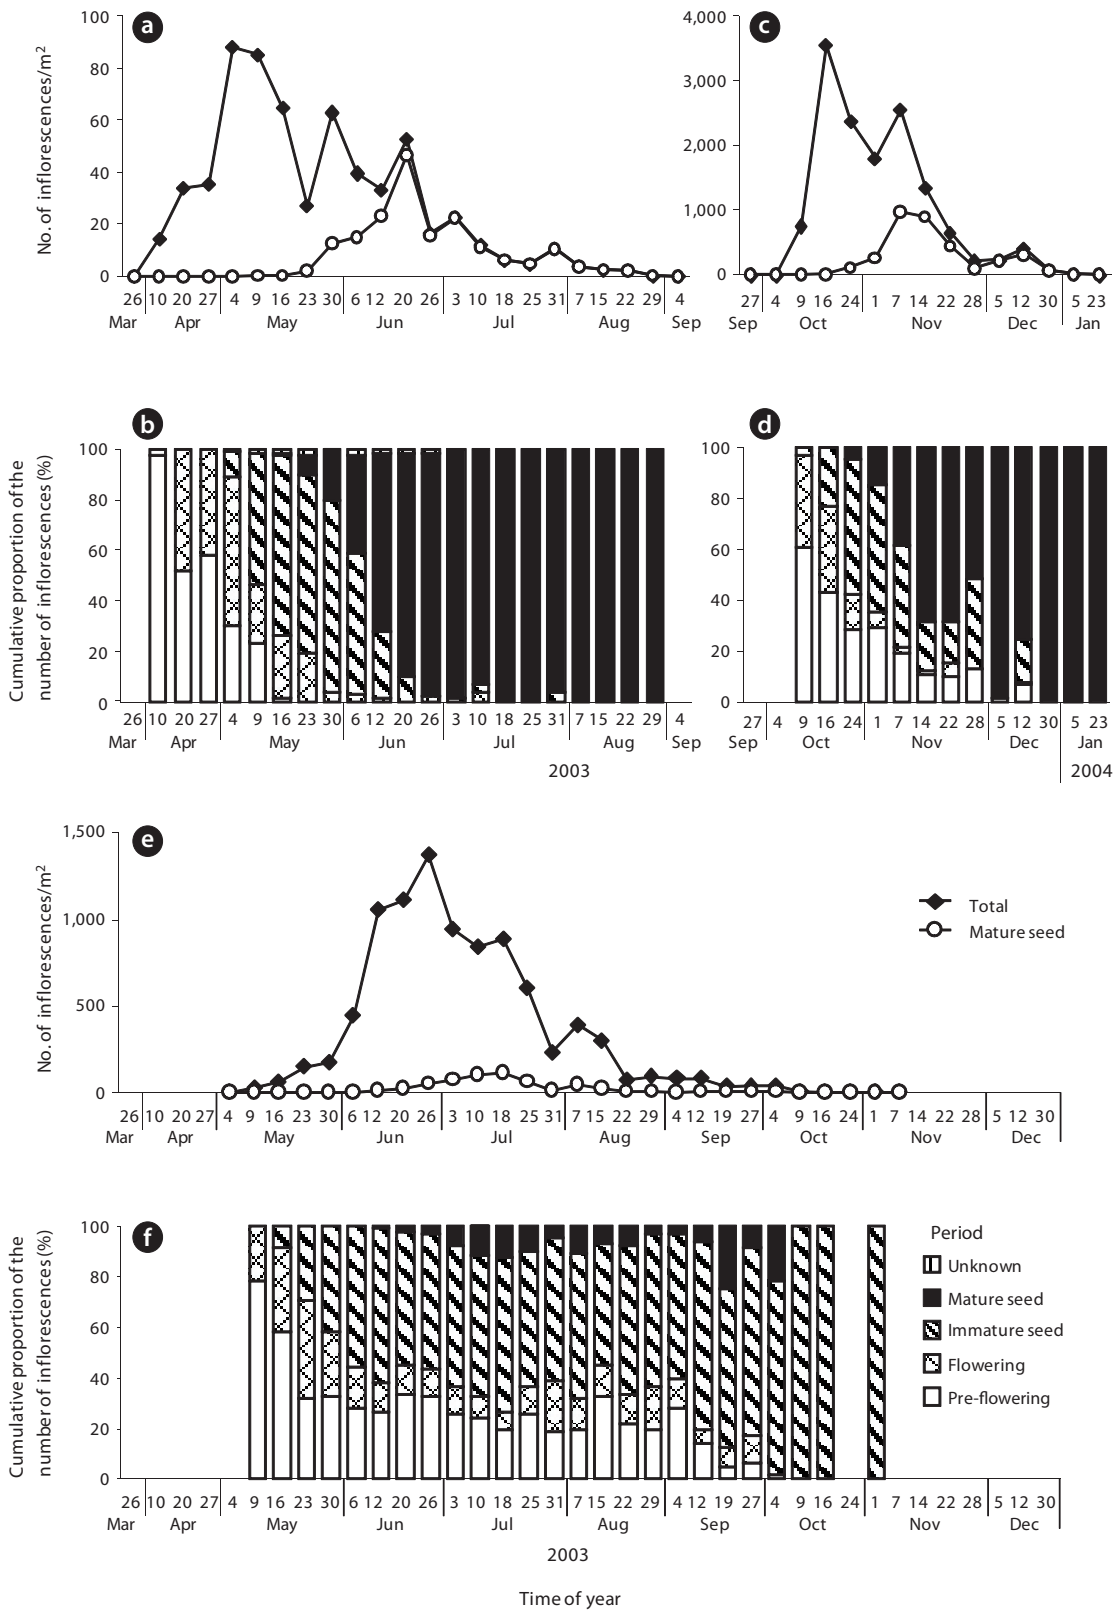 a
No. of inflorescences/m2
100
80
60
40
20
0
26 10 20 27 4 9 16 23 30 6 12 20 26 3 10 18 25 31 7 15 22 29 4
Mar Apr May Jun Jul Aug Sep
c
4,000
3,000
2,000
1,000
0
27 4 9 16 24 1 7 14 22 28 5 12 30 5 23
Sep Oct Nov Dec Jan
b
Cumulative proportion of the
number of inflorescences (%)
100
80
60
40
20
0
26 10 20 27 4 9 16 23 30 6 12 20 26 3 10 18 25 31 7 15 22 29 4
Mar Apr May Jun Jul Aug Sep
2003
d
100
80
60
40
20
0
27 4 9 16 24 1 7 14 22 28 5 12 30 5 23
Sep Oct Nov Dec Jan
2004
e
No. of inflorescences/m2
1,500
1,000
500
0
Total
Mature seed
26 10 20 27 4 9 16 23 30 6 12 20 26 3 10 18 25 31 7 15 22 29 4 12 19 27 4 9 16 24 1 7 14 22 28 5 12 30
Mar Apr May Jun Jul Aug Sep Oct Nov Dec
f
Cumulative proportion of the
number of inflorescences (%)
100
80
60
40
20
0
Period
Unknown
Mature seed
Immature seed
Flowering
Pre-flowering
26 10 20 27 4 9 16 23 30 6 12 20 26 3 10 18 25 31 7 15 22 29 4 12 19 27 4 9 16 24 1 7 14 22 28 5 12 30
Mar Apr May Jun Jul Aug Sep Oct Nov Dec
2003
Time of year